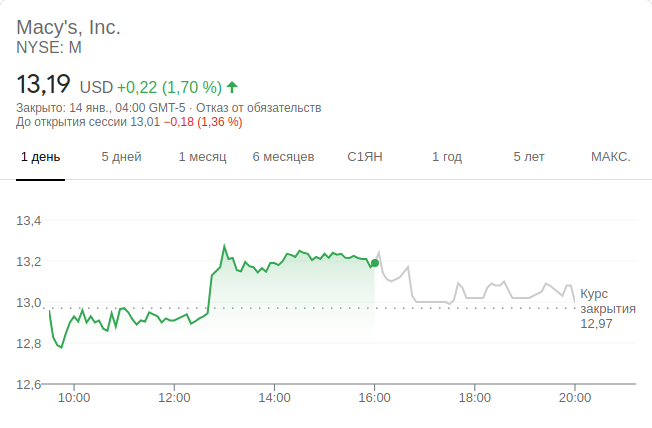 Macy's, Inc.
NYSE: M
13,19 USD +0,22 (1,70 %)
Закрыто: 14 янв., 04:00 GMT-5 · Отказ от обязательств
До открытия сессии 13,01 −0,18 (1,36 %)
1 день 5 дней 1 месяц 6 месяцев С1ЯН 1 год 5 лет МАКС.
13,4
13,2
13,0
12,8
12,6
Курс
закрытия
12,97
10:00 12:00 14:00 16:00 18:00 20:00